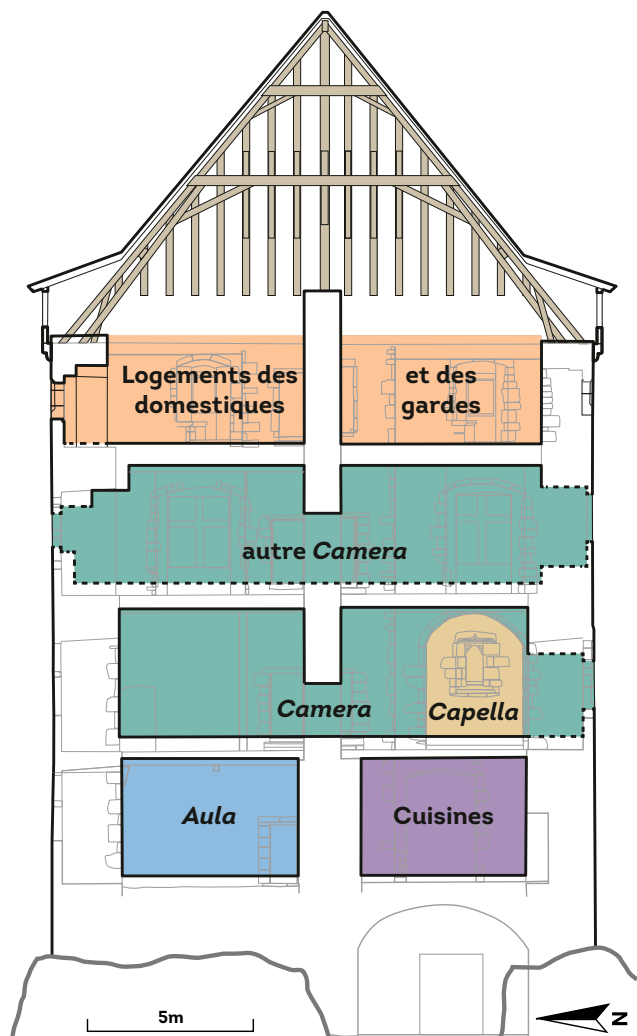 Logements des
domestiques
et des
gardes
autre Camera
Camera
Capella
Aula
Cuisines
5m
N